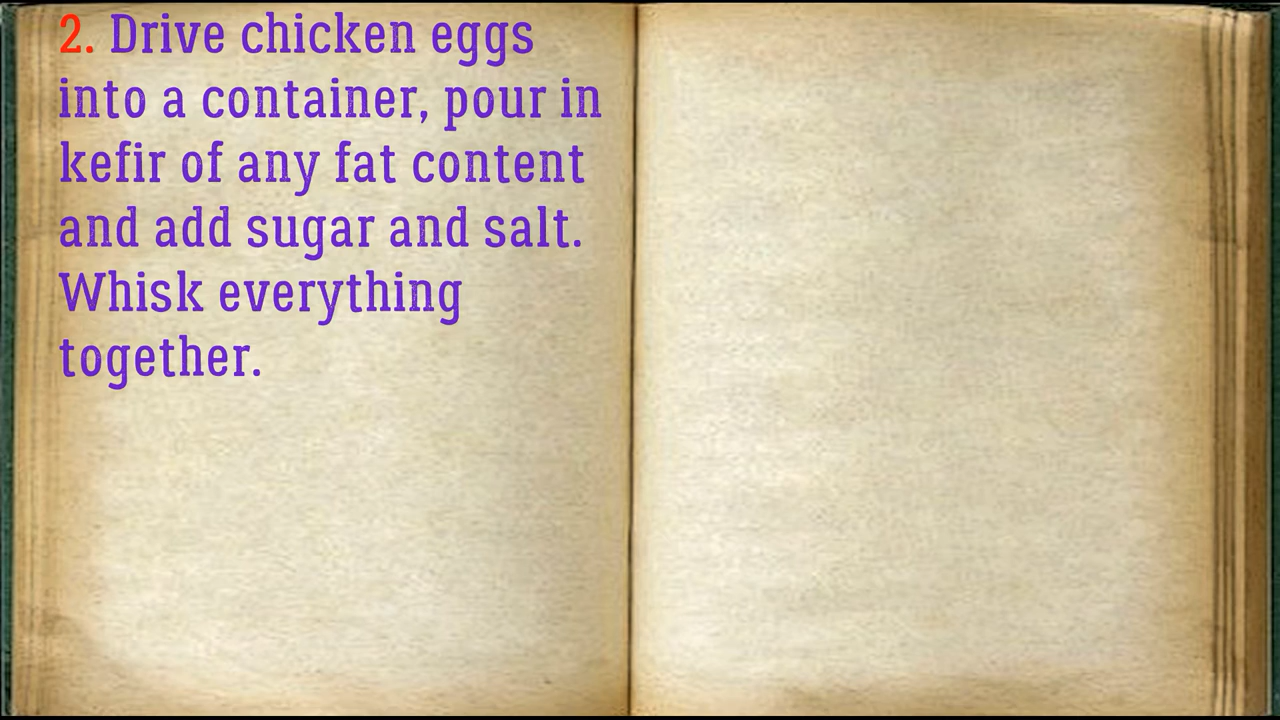 2. Drive chicken eggs
into a container, pour in
kefir of any fat content
and add sugar and salt.
Whisk everything
together.